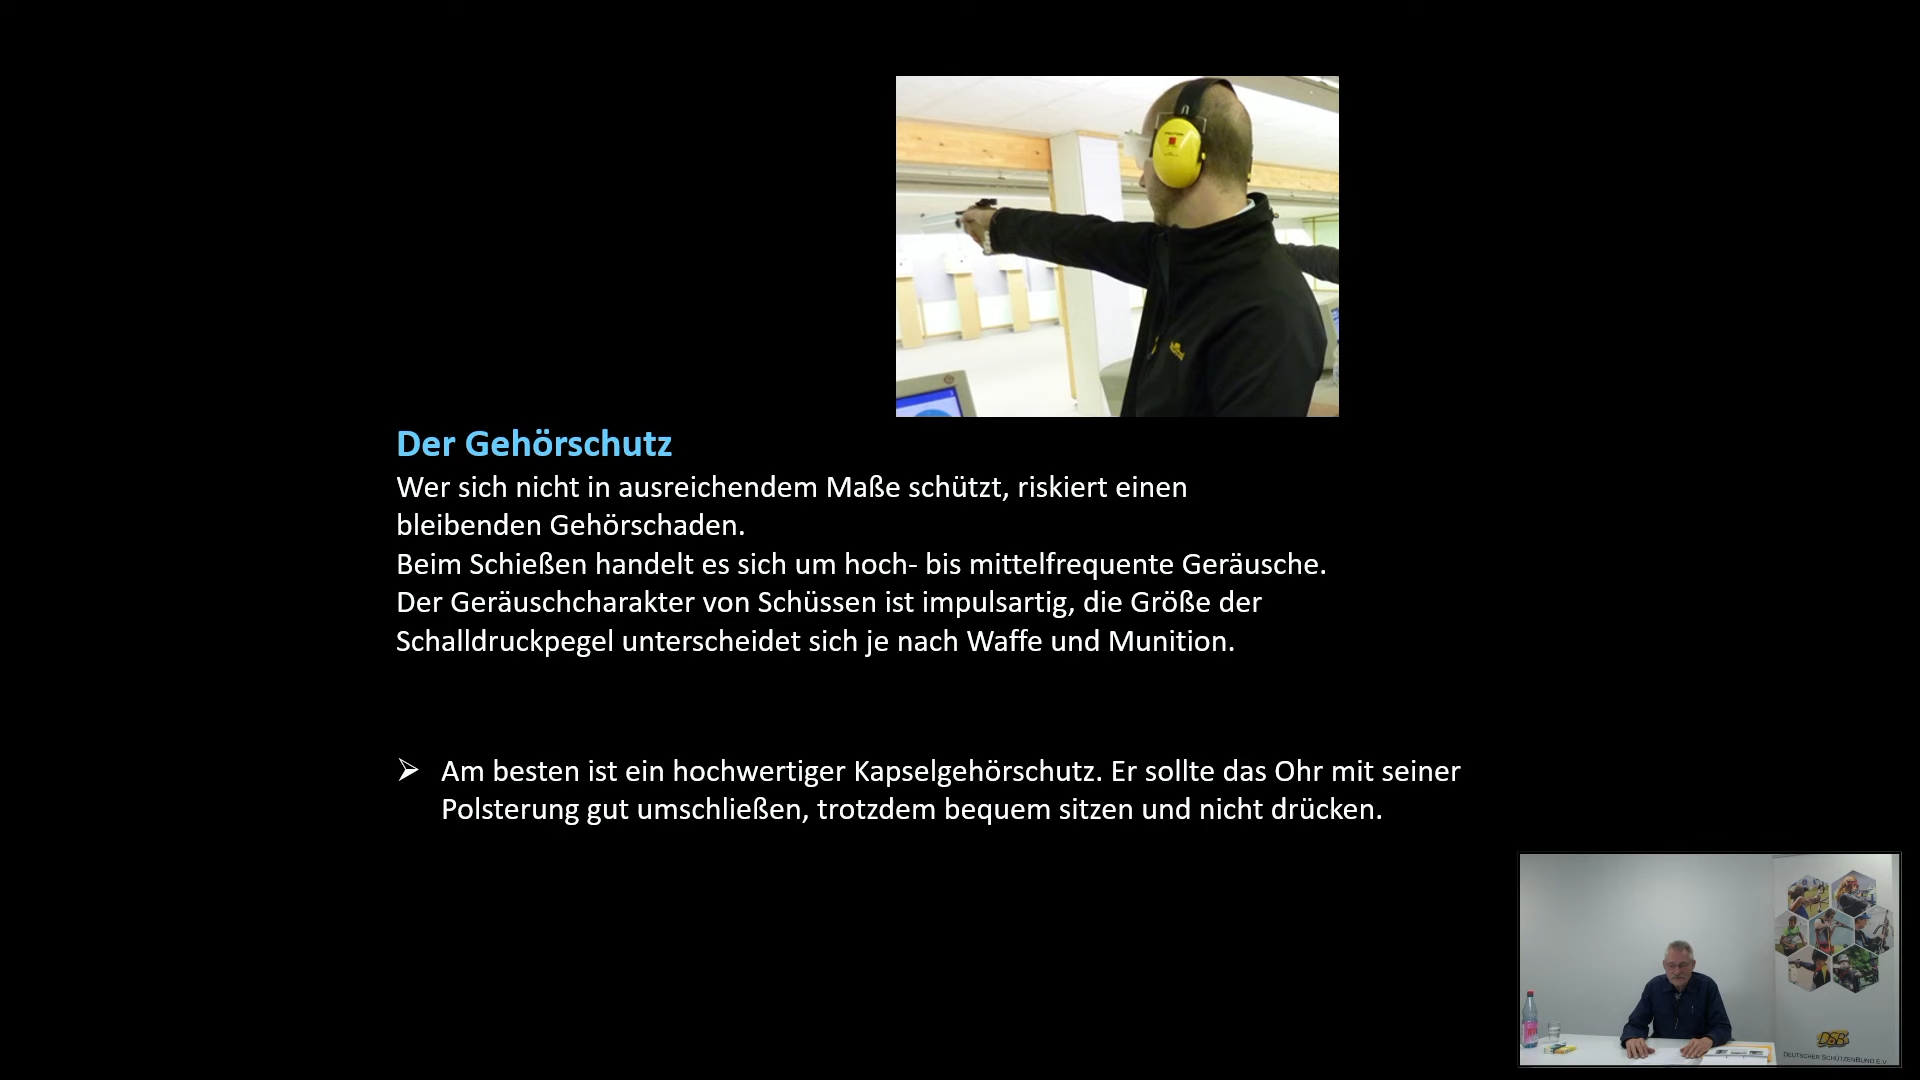 Der Gehörschutz
Wer sich nicht in ausreichendem Maße schützt, riskiert einen
bleibenden Gehörschaden.
Beim Schießen handelt es sich um hoch- bis mittelfrequente Geräusche.
Der Geräuschcharakter von Schüssen ist impulsartig, die Größe der
Schalldruckpegel unterscheidet sich je nach Waffe und Munition.
➢ Am besten ist ein hochwertiger Kapselgehörschutz. Er sollte das Ohr mit seiner
Polsterung gut umschließen, trotzdem bequem sitzen und nicht drücken.
DSB
DEUTSCHER SCHÜTZENBUND E.V.